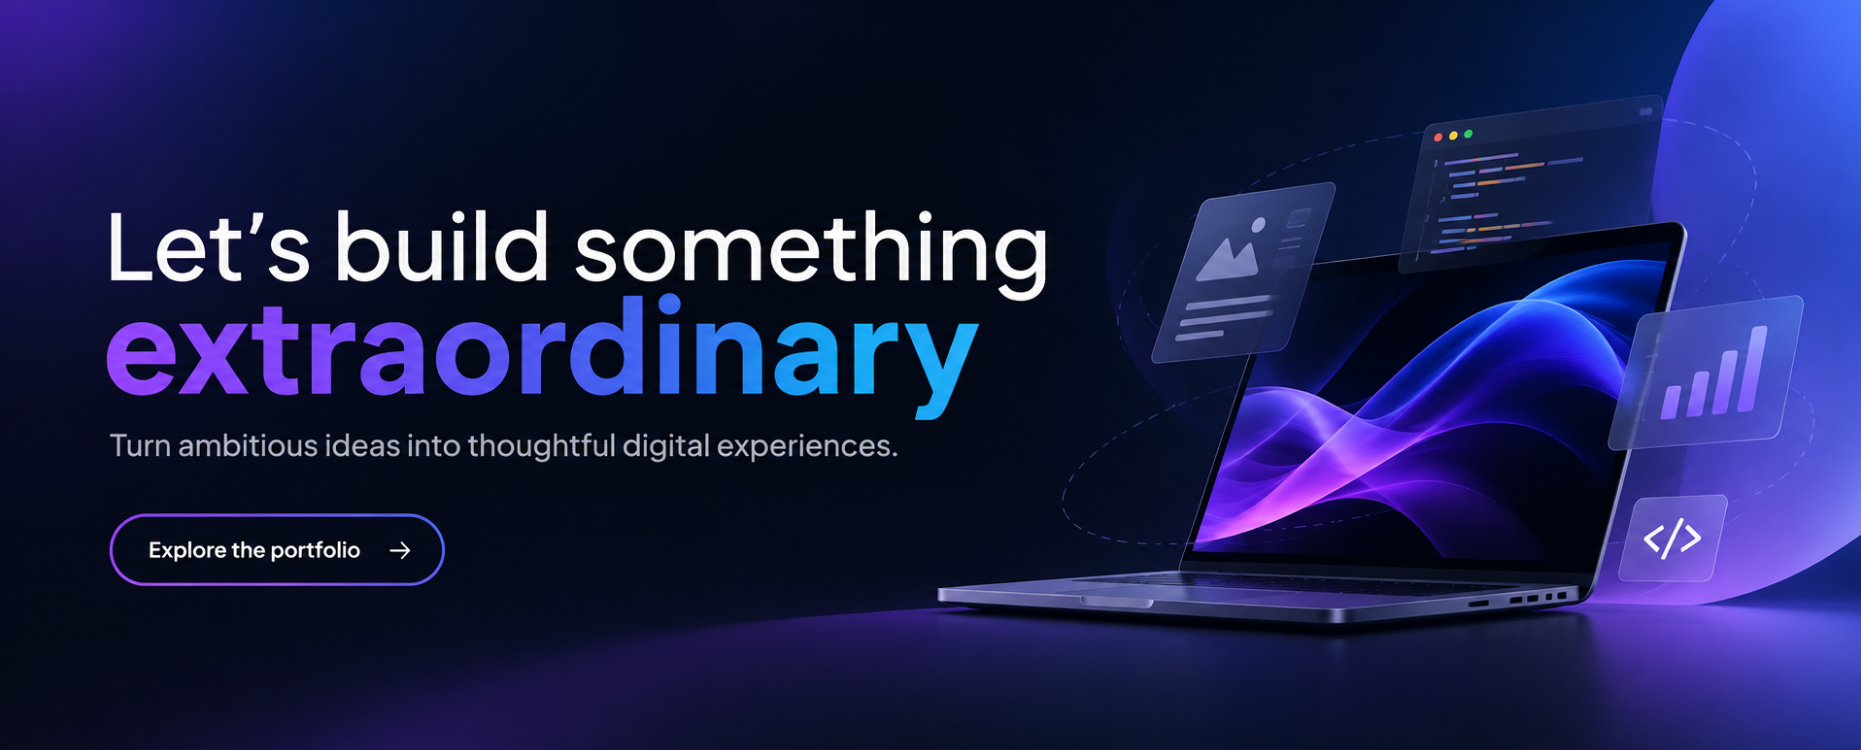 Let’s build something
extraordinary
Turn ambitious ideas into thoughtful digital experiences.
Explore the portfolio →
</>